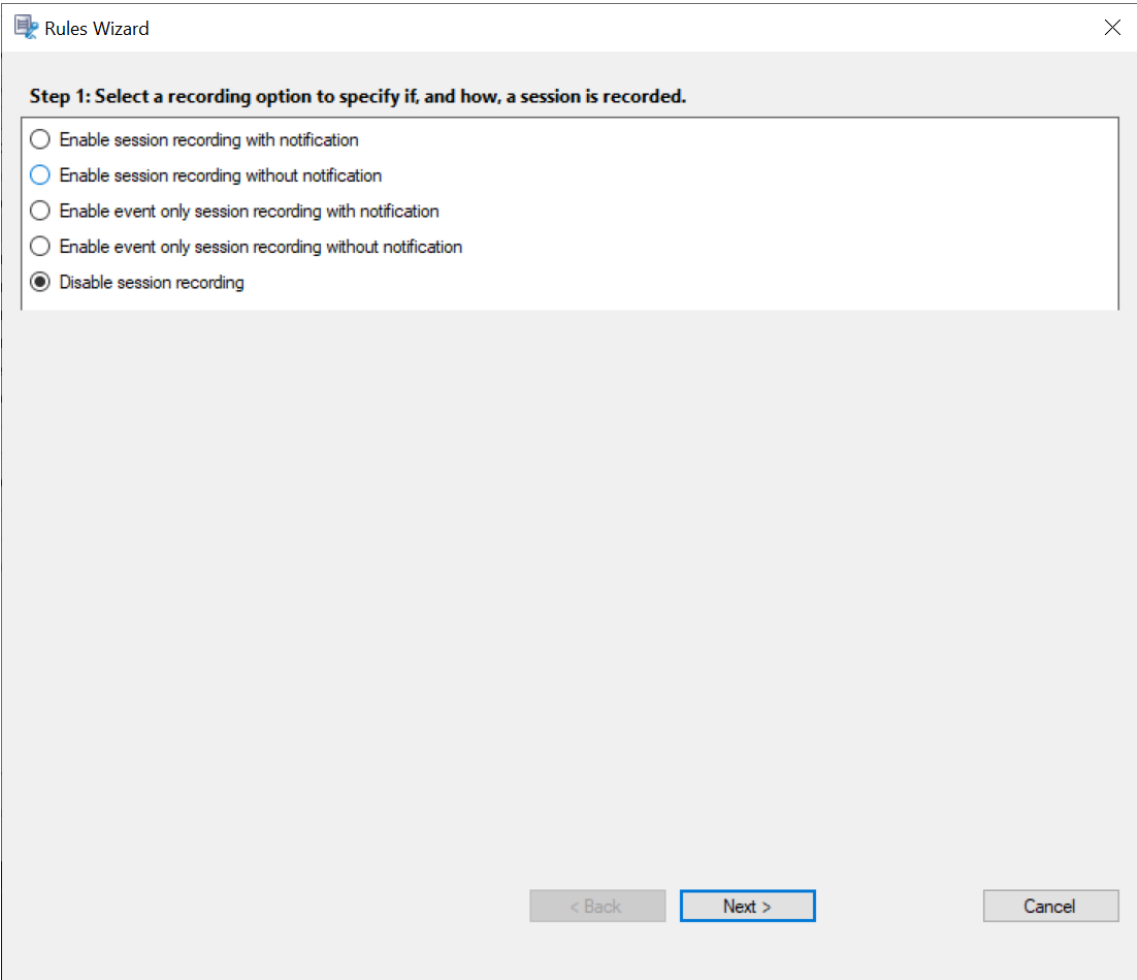 Rules Wizard
Step 1: Select a recording option to specify if, and how, a session is recorded.
Enable session recording with notification
Enable session recording without notification
Enable event only session recording with notification
Enable event only session recording without notification
Disable session recording
< Back Next > Cancel